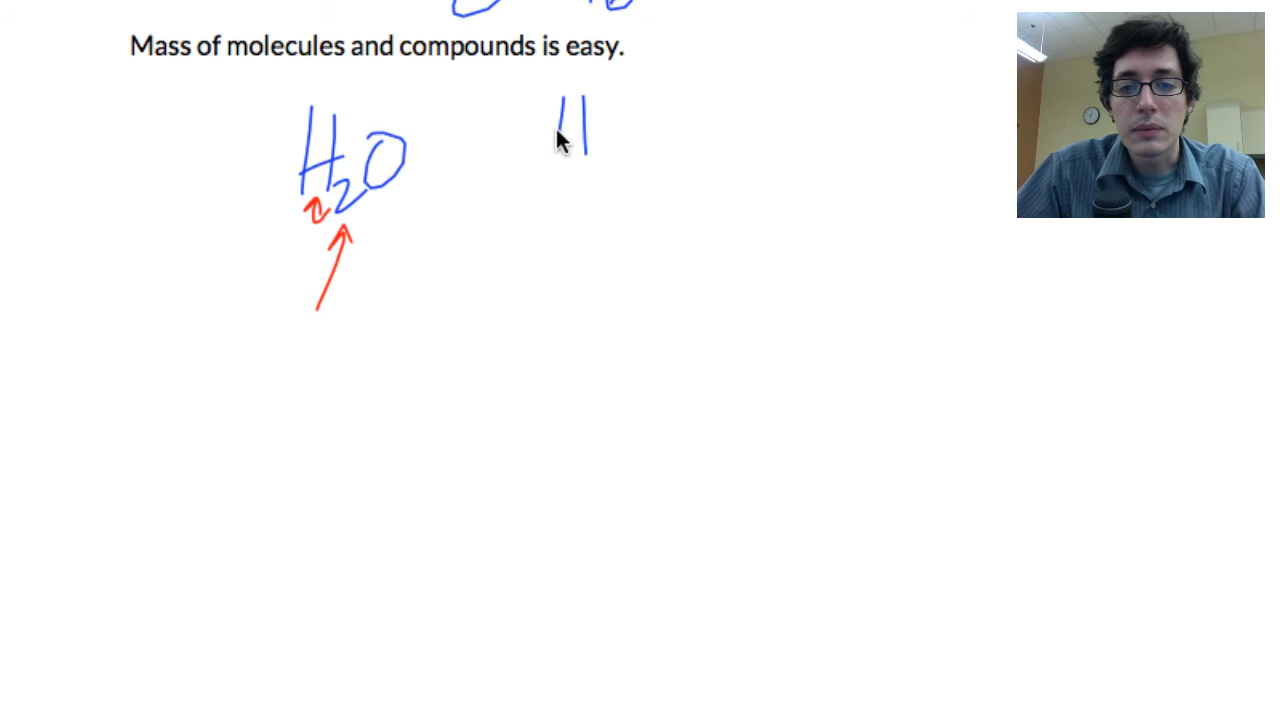 Mass of molecules and compounds is easy.
H₂O